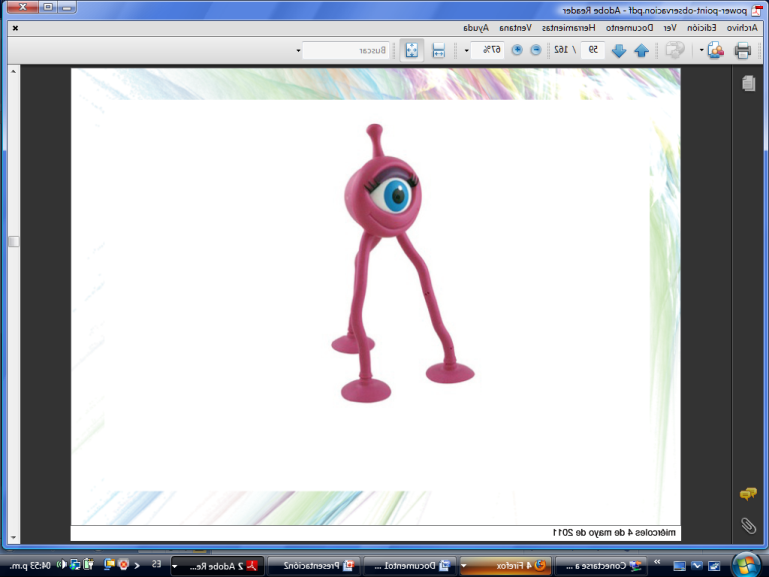 power-point-observacion.pdf - Adobe Reader
Archivo Edición Ver Documento Herramientas Ventana Ayuda
59 / 162 67% Buscar
miércoles 4 de mayo de 2011
Conectarse a ... 4 Firefox Documento1... Presentación2 2 Adobe Re... ES 04:53 p.m.